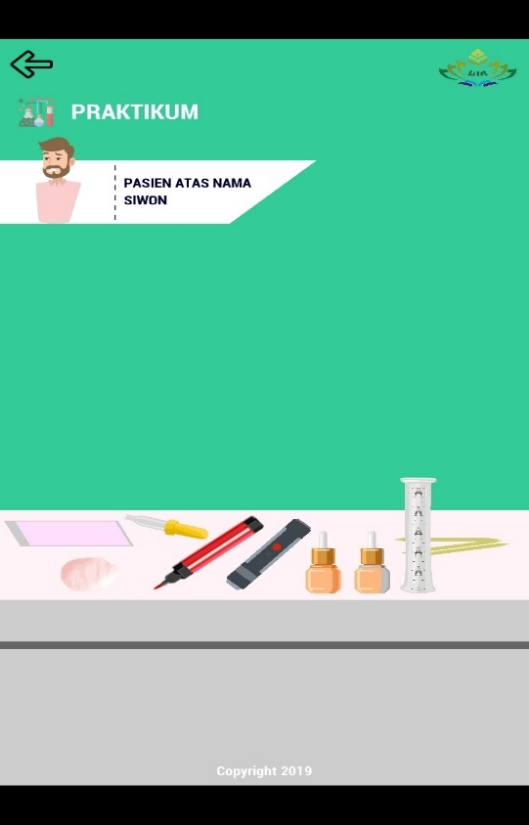 PRAKTIKUM
PASIEN ATAS NAMA
SIWON
Copyright 2019